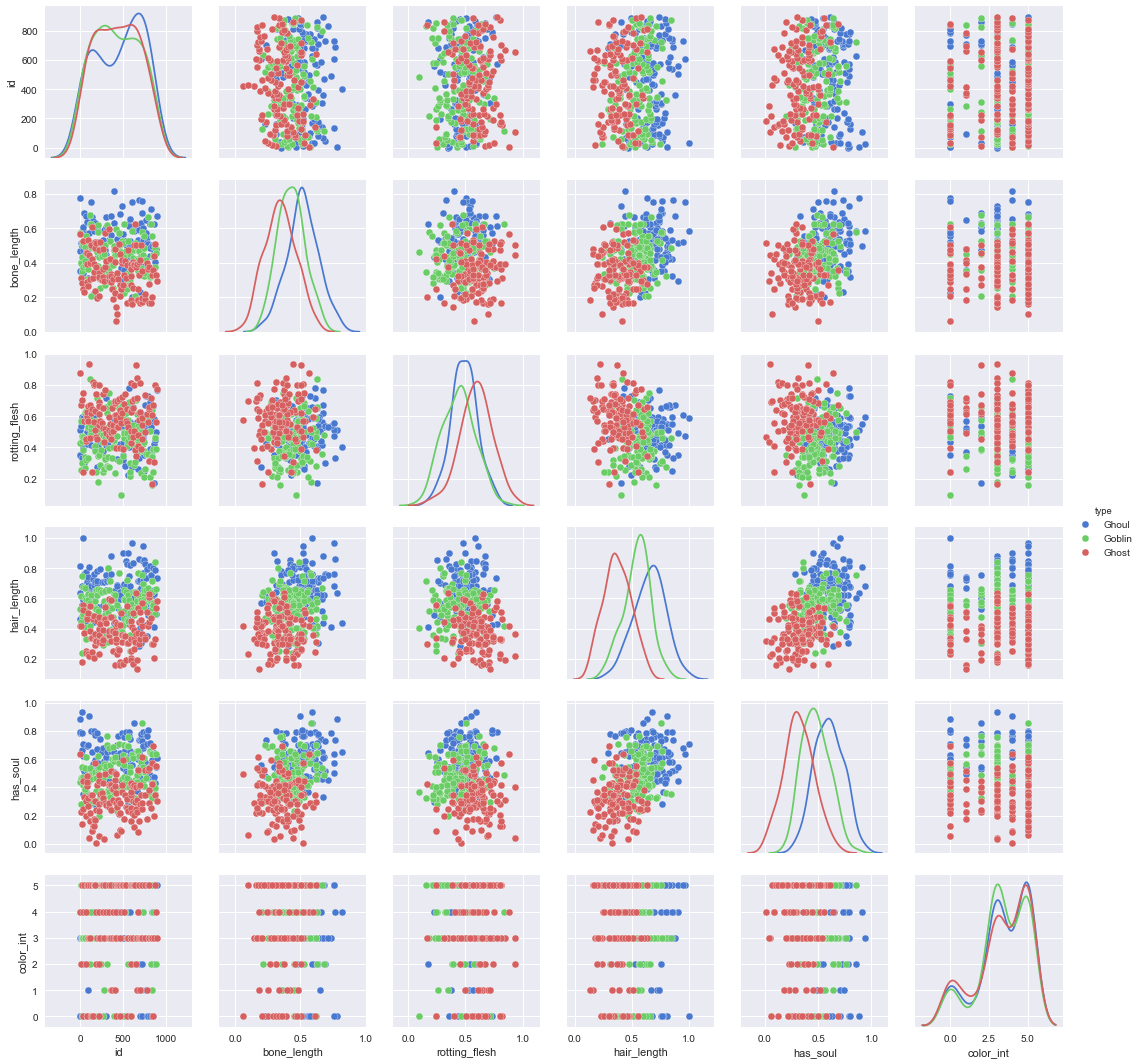 800
600
400
200
0
id
0.8
0.6
0.4
0.2
0.0
bone_length
1.0
0.8
0.6
0.4
0.2
rotting_flesh
type
Ghoul
Goblin
Ghost
1.0
0.8
0.6
0.4
0.2
hair_length
1.0
0.8
0.6
0.4
0.2
0.0
has_soul
5
4
3
2
1
0
color_int
0 500 1000
0.0 0.5 1.0
0.0 0.5 1.0
0.0 0.5 1.0
0.0 0.5 1.0
0.0 2.5 5.0
id bone_length rotting_flesh hair_length has_soul color_int